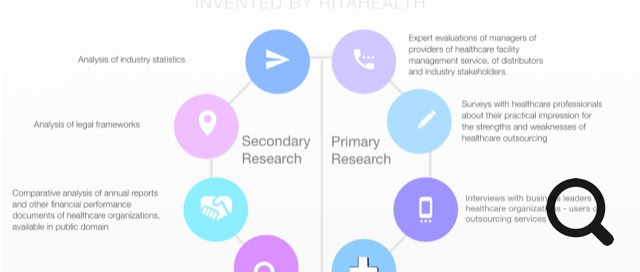 INVENTED BY RITAHEALTH
Analysis of industry statistics
Expert evaluations of managers of
providers of healthcare facility
management service, of distributors
and industry stakeholders.
Analysis of legal frameworks
Secondary
Research
Primary
Research
Surveys with healthcare professionals
about their practical impression for
the strengths and weaknesses of
healthcare outsourcing
Comparative analysis of annual reports
and other financial performance
documents of healthcare organizations,
available in public domain
Interviews with business leaders
healthcare organizations - users
outsourcing services